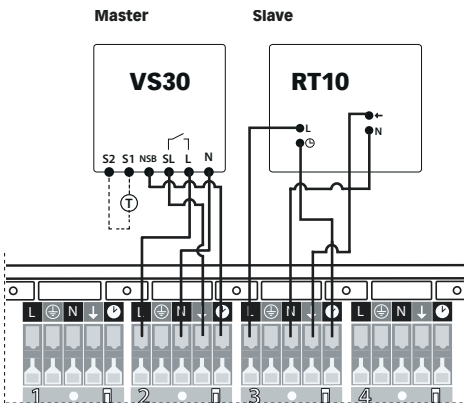 Master Slave
VS30 RT10
S2 S1 NSB SL L N
L ←
N
T
L N ↓ L N ↓ L N ↓ L N ↓
1 2 3 4